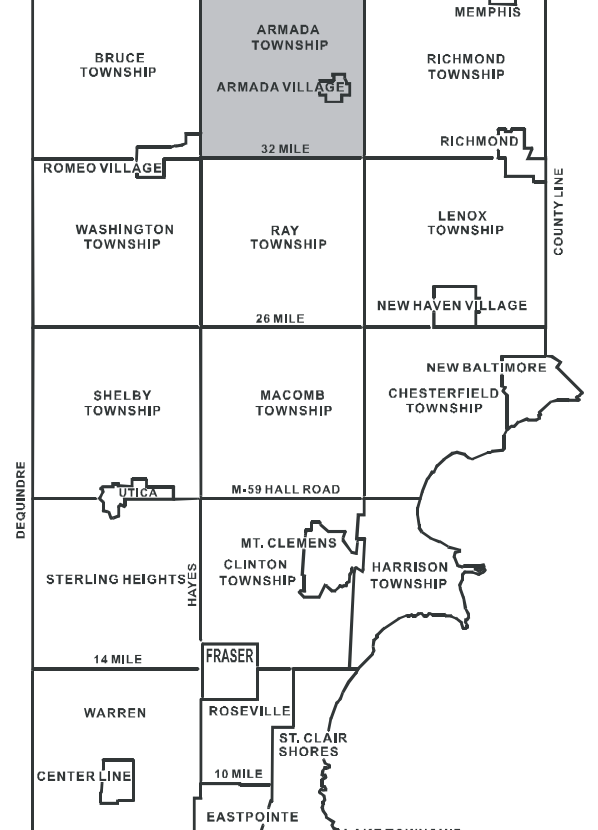 MEMPHIS
ARMADA
TOWNSHIP
BRUCE
TOWNSHIP
RICHMOND
TOWNSHIP
ARMADA VILLAGE
32 MILE
RICHMOND
ROMEO VILLAGE
COUNTY LINE
WASHINGTON
TOWNSHIP
RAY
TOWNSHIP
LENOX
TOWNSHIP
NEW HAVEN VILLAGE
26 MILE
NEW BALTIMORE
SHELBY
TOWNSHIP
MACOMB
TOWNSHIP
CHESTERFIELD
TOWNSHIP
DEQUINDRE
UTICA
M-59 HALL ROAD
MT. CLEMENS
STERLING HEIGHTS
HAYES
CLINTON
TOWNSHIP
HARRISON
TOWNSHIP
14 MILE
FRASER
WARREN
ROSEVILLE
ST. CLAIR
SHORES
CENTER LINE
10 MILE
EASTPOINTE